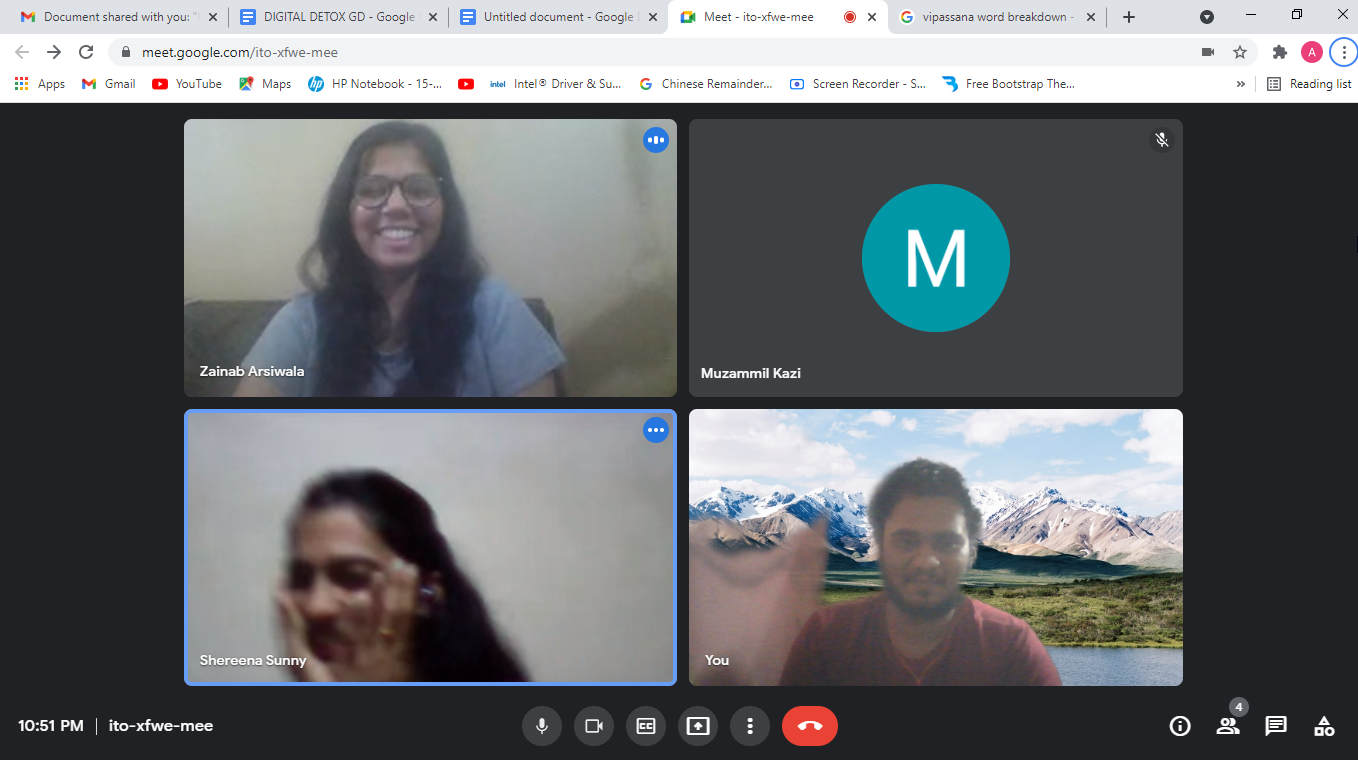 Document shared with you: "
DIGITAL DETOX GD - Google
Untitled document - Google
Meet - ito-xfwe-mee
vipassana word breakdown -
meet.google.com/ito-xfwe-mee
A
Apps
Gmail
YouTube
Maps
hp
HP Notebook - 15-...
intel
Intel® Driver & Su...
Chinese Remainder...
Screen Recorder - S...
Free Bootstrap The...
»
Reading list
Zainab Arsiwala
M
Muzammil Kazi
Shereena Sunny
You
10:51 PM | ito-xfwe-mee
CC
4